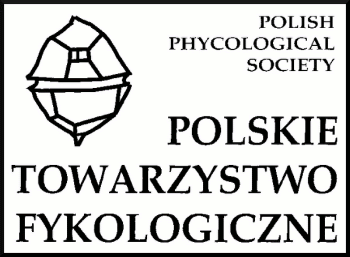 POLISH
PHYCOLOGICAL
SOCIETY
POLSKIE
TOWARZYSTWO
FYKOLOGICZNE